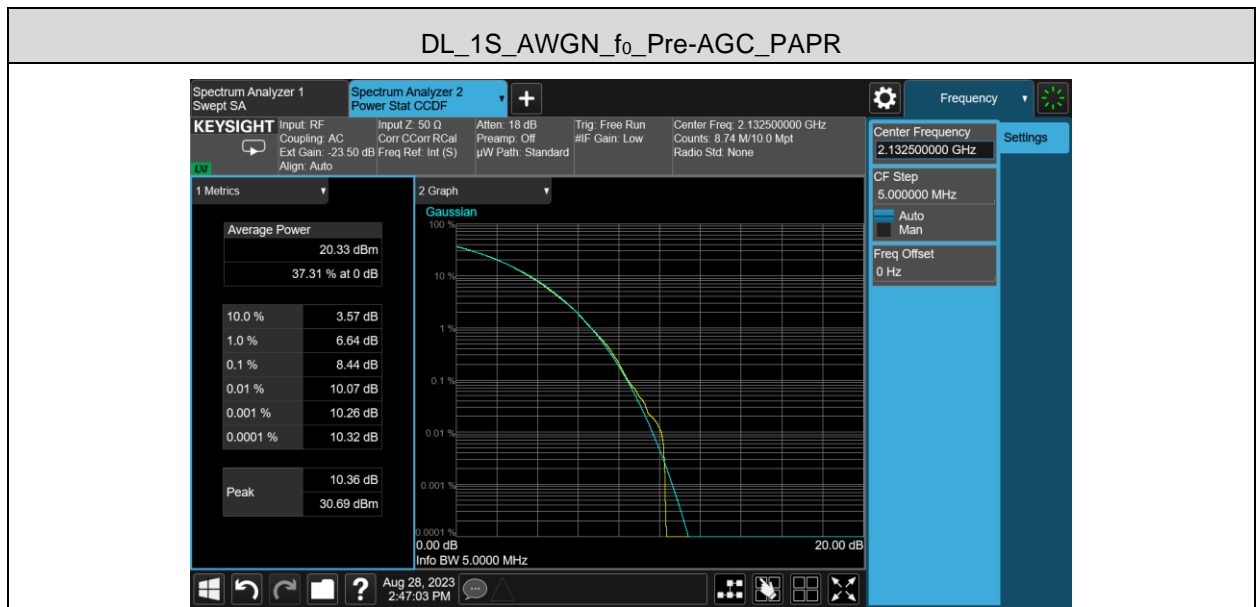 DL_1S_AWGN_f₀_Pre-AGC_PAPR
Spectrum Analyzer 1
Swept SA
Spectrum Analyzer 2
Power Stat CCDF
Frequency
KEYSIGHT
LXI
Input: RF
Coupling: AC
Ext Gain: -23.50 dB
Align: Auto
Input Z: 50 Ω
Corr CCorr RCal
Freq Ref: Int (S)
Atten: 18 dB
Preamp: Off
µW Path: Standard
Trig: Free Run
#IF Gain: Low
Center Freq: 2.132500000 GHz
Counts: 8.74 M/10.0 Mpt
Radio Std: None
Center Frequency
2.132500000 GHz
Settings
CF Step
5.000000 MHz
Auto
Man
Freq Offset
0 Hz
1 Metrics
Average Power
20.33 dBm
37.31 % at 0 dB
10.0 % 3.57 dB
1.0 % 6.64 dB
0.1 % 8.44 dB
0.01 % 10.07 dB
0.001 % 10.26 dB
0.0001 % 10.32 dB
Peak
10.36 dB
30.69 dBm
2 Graph
Gaussian
100 %
10 %
1 %
0.1 %
0.01 %
0.001 %
0.0001 %
0.00 dB 20.00 dB
Info BW 5.0000 MHz
?
Aug 28, 2023
2:47:03 PM